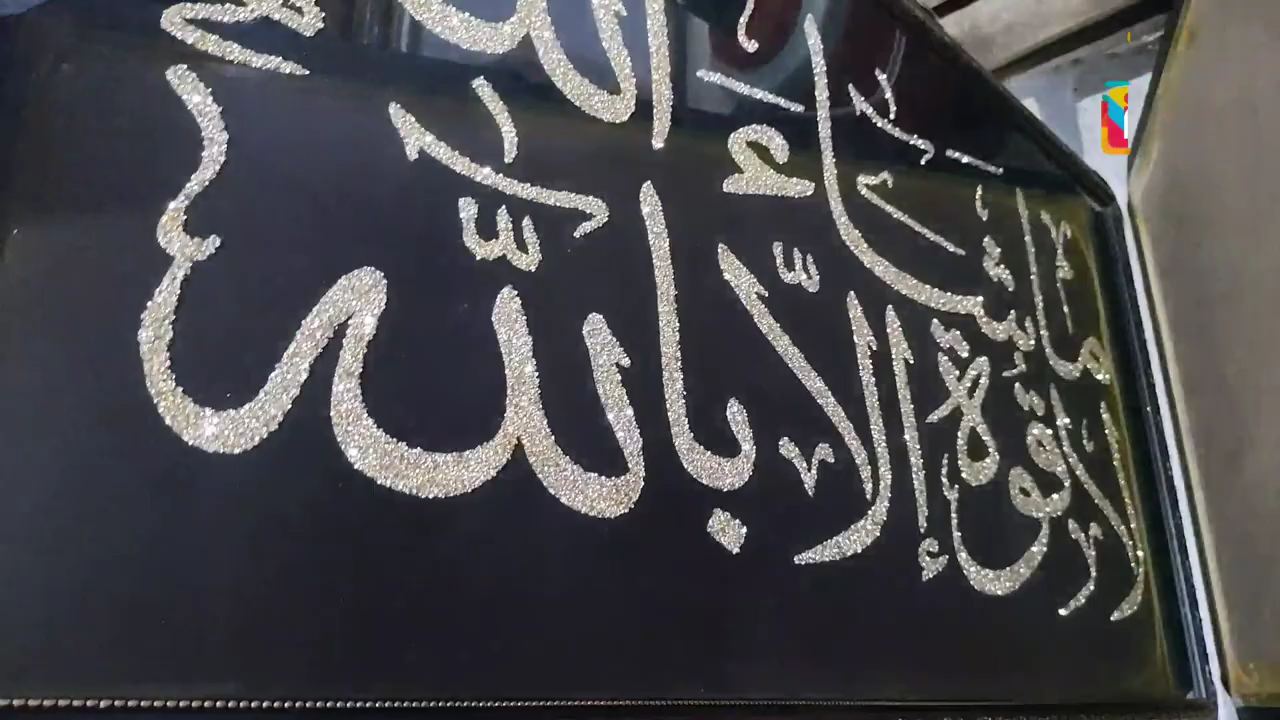 ما شاء الله
لا قوة إلا بالله